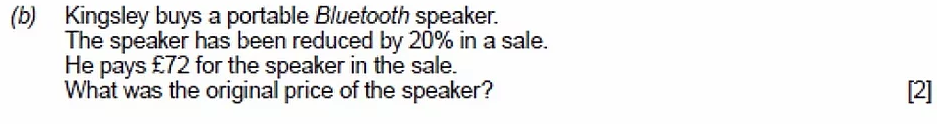 (b) Kingsley buys a portable Bluetooth speaker.
The speaker has been reduced by 20% in a sale.
He pays £72 for the speaker in the sale.
What was the original price of the speaker? [2]